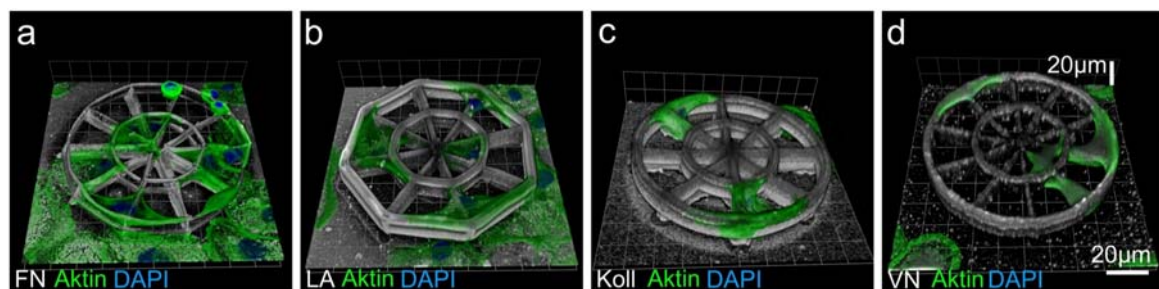 a
b
c
d
20µm
FN Aktin DAPI
LA Aktin DAPI
Koll Aktin DAPI
VN Aktin DAPI
20µm